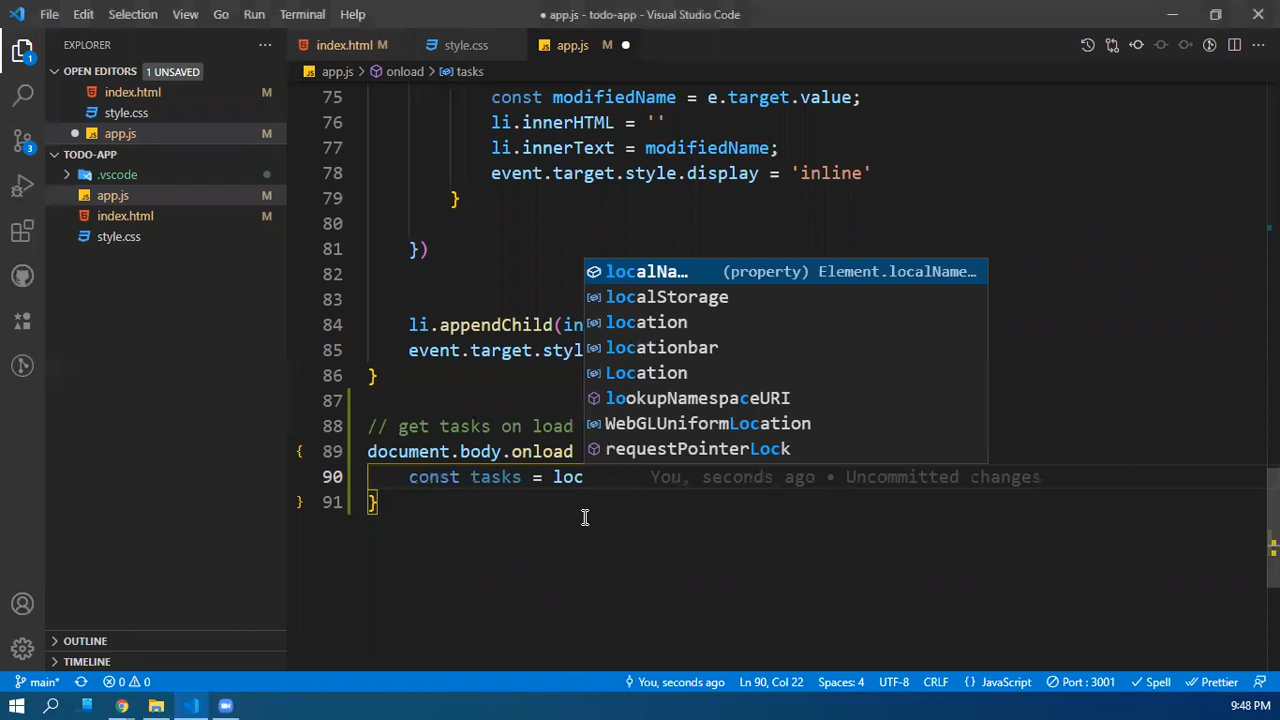 File Edit Selection View Go Run Terminal Help
● app.js - todo-app - Visual Studio Code
EXPLORER
index.html M
style.css
app.js M
OPEN EDITORS 1 UNSAVED
index.html M
style.css
app.js M
TODO-APP
.vscode
app.js M
index.html M
style.css
OUTLINE
TIMELINE
1
3
app.js > onload > tasks
75 const modifiedName = e.target.value;
76 li.innerHTML = ''
77 li.innerText = modifiedName;
78 event.target.style.display = 'inline'
79 }
80
81 })
82
83
84 li.appendChild(in
85 event.target.styl
86 }
87
88 // get tasks on load
89 document.body.onload
90 const tasks = loc You, seconds ago • Uncommitted changes
91 }
localNa… (property) Element.localName…
localStorage
location
locationbar
Location
lookupNamespaceURI
WebGLUniformLocation
requestPointerLock
main* 0 0 You, seconds ago Ln 90, Col 22 Spaces: 4 UTF-8 CRLF {} JavaScript Port : 3001 Spell Prettier
9:48 PM